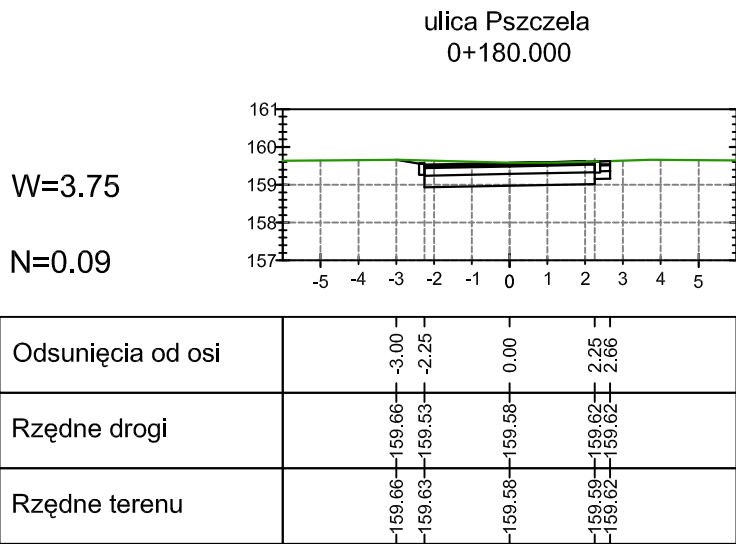 ulica Pszczela
0+180.000
161
160
159
158
157
W=3.75
N=0.09
-5 -4 -3 -2 -1 0 1 2 3 4 5
Odsunięcia od osi -3.00 -2.25 0.00 2.25 2.66
Rzędne drogi 159.66 159.53 159.58 159.62 159.62
Rzędne terenu 159.66 159.63 159.58 159.59 159.62